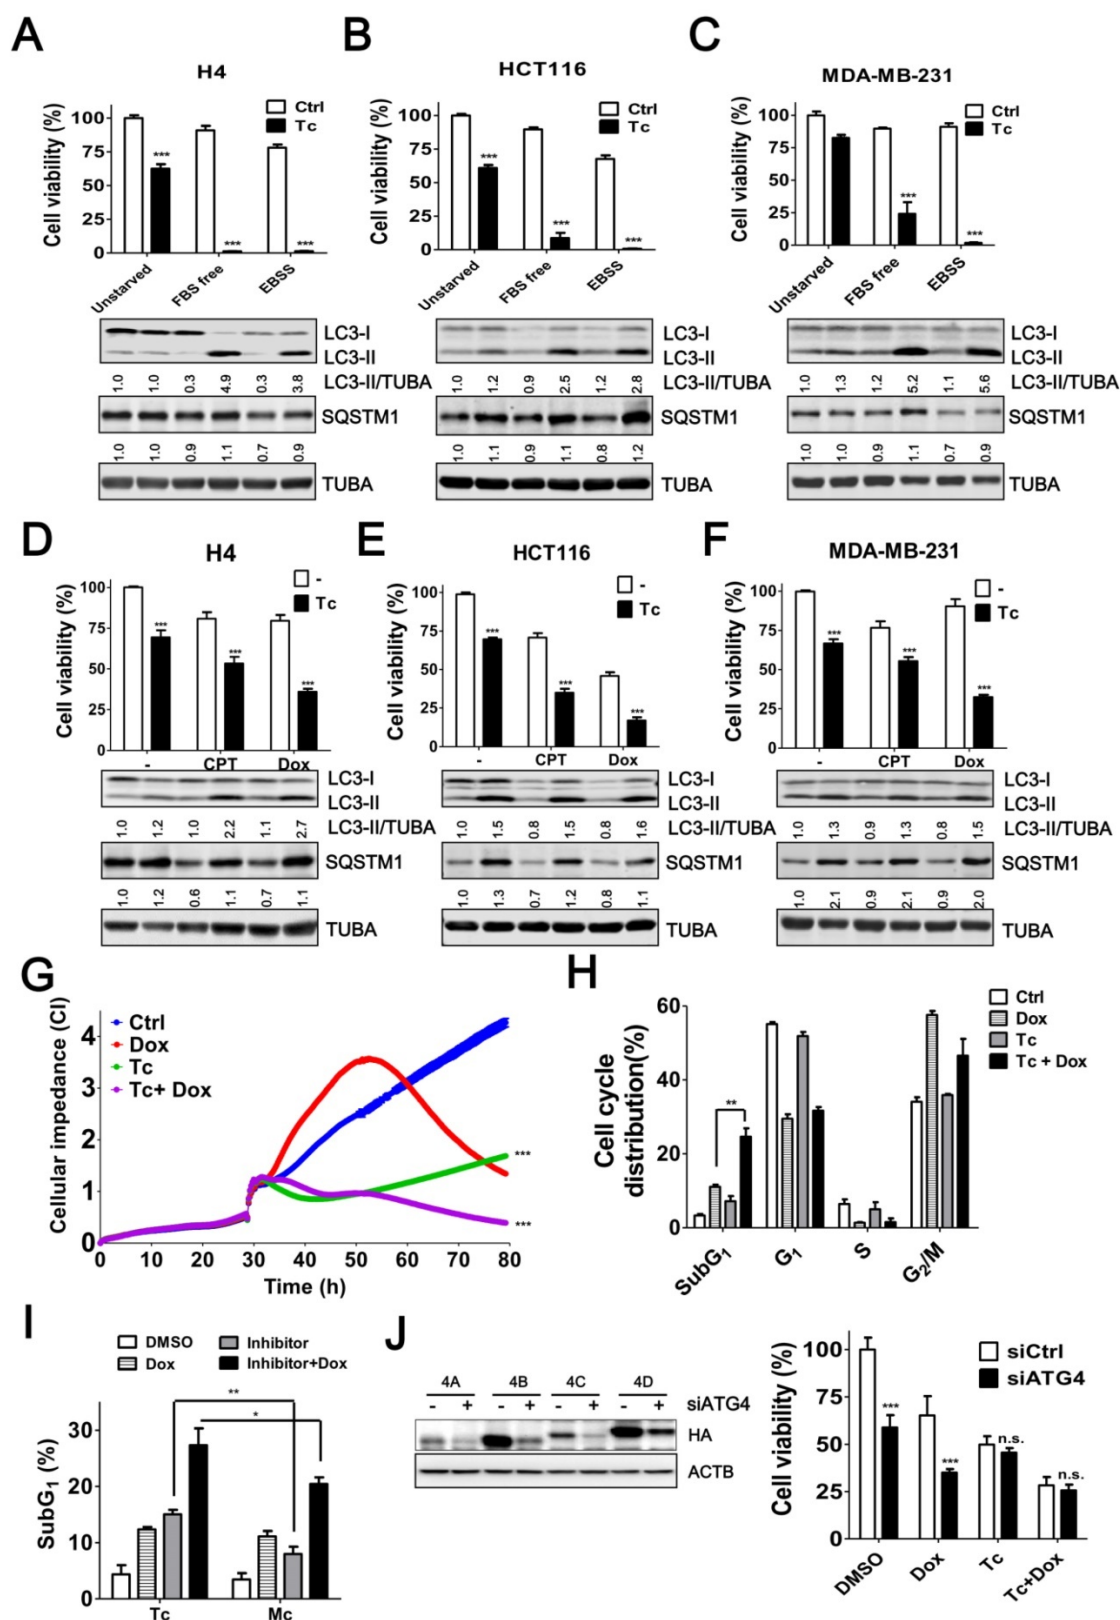 A
H4
Cell viability (%)
100
75
50
25
0
Ctrl
Tc
***
***
***
Unstarved
FBS free
EBSS
LC3-I
LC3-II
1.0 1.0 0.3 4.9 0.3 3.8 LC3-II/TUBA
SQSTM1
1.0 1.0 0.9 1.1 0.7 0.9
TUBA
B
HCT116
Cell viability (%)
100
75
50
25
0
Ctrl
Tc
***
***
***
Unstarved
FBS free
EBSS
LC3-I
LC3-II
1.0 1.2 0.9 2.5 1.2 2.8 LC3-II/TUBA
SQSTM1
1.0 1.1 0.9 1.1 0.8 1.2
TUBA
C
MDA-MB-231
Cell viability (%)
100
75
50
25
0
Ctrl
Tc
***
***
Unstarved
FBS free
EBSS
LC3-I
LC3-II
1.0 1.3 1.2 5.2 1.1 5.6 LC3-II/TUBA
SQSTM1
1.0 1.0 0.9 1.1 0.7 0.9
TUBA
D
H4
Cell viability (%)
100
75
50
25
0
-
Tc
***
***
***
- CPT Dox
LC3-I
LC3-II
1.0 1.2 1.0 2.2 1.1 2.7 LC3-II/TUBA
SQSTM1
1.0 1.2 0.6 1.1 0.7 1.1
TUBA
E
HCT116
Cell viability (%)
100
75
50
25
0
-
Tc
***
***
***
- CPT Dox
LC3-I
LC3-II
1.0 1.5 0.8 1.5 0.8 1.6 LC3-II/TUBA
SQSTM1
1.0 1.3 0.7 1.2 0.8 1.1
TUBA
F
MDA-MB-231
Cell viability (%)
100
75
50
25
0
-
Tc
***
***
***
- CPT Dox
LC3-I
LC3-II
1.0 1.3 0.9 1.3 0.8 1.5 LC3-II/TUBA
SQSTM1
1.0 2.1 0.9 2.1 0.9 2.0
TUBA
G
Cellular impedance (CI)
4
3
2
1
0
Ctrl
Dox
Tc
Tc+ Dox
***
***
0 10 20 30 40 50 60 70 80
Time (h)
H
Cell cycle
distribution(%)
60
40
20
0
Ctrl
Dox
Tc
Tc + Dox
**
SubG1
G1
S
G2/M
I
DMSO
Inhibitor
Dox
Inhibitor+Dox
SubG1 (%)
30
20
10
0
**
*
Tc Mc
J
4A 4B 4C 4D
- + - + - + - + siATG4
HA
ACTB
Cell viability (%)
100
75
50
25
0
siCtrl
siATG4
***
***
n.s.
n.s.
DMSO
Dox
Tc
Tc+Dox